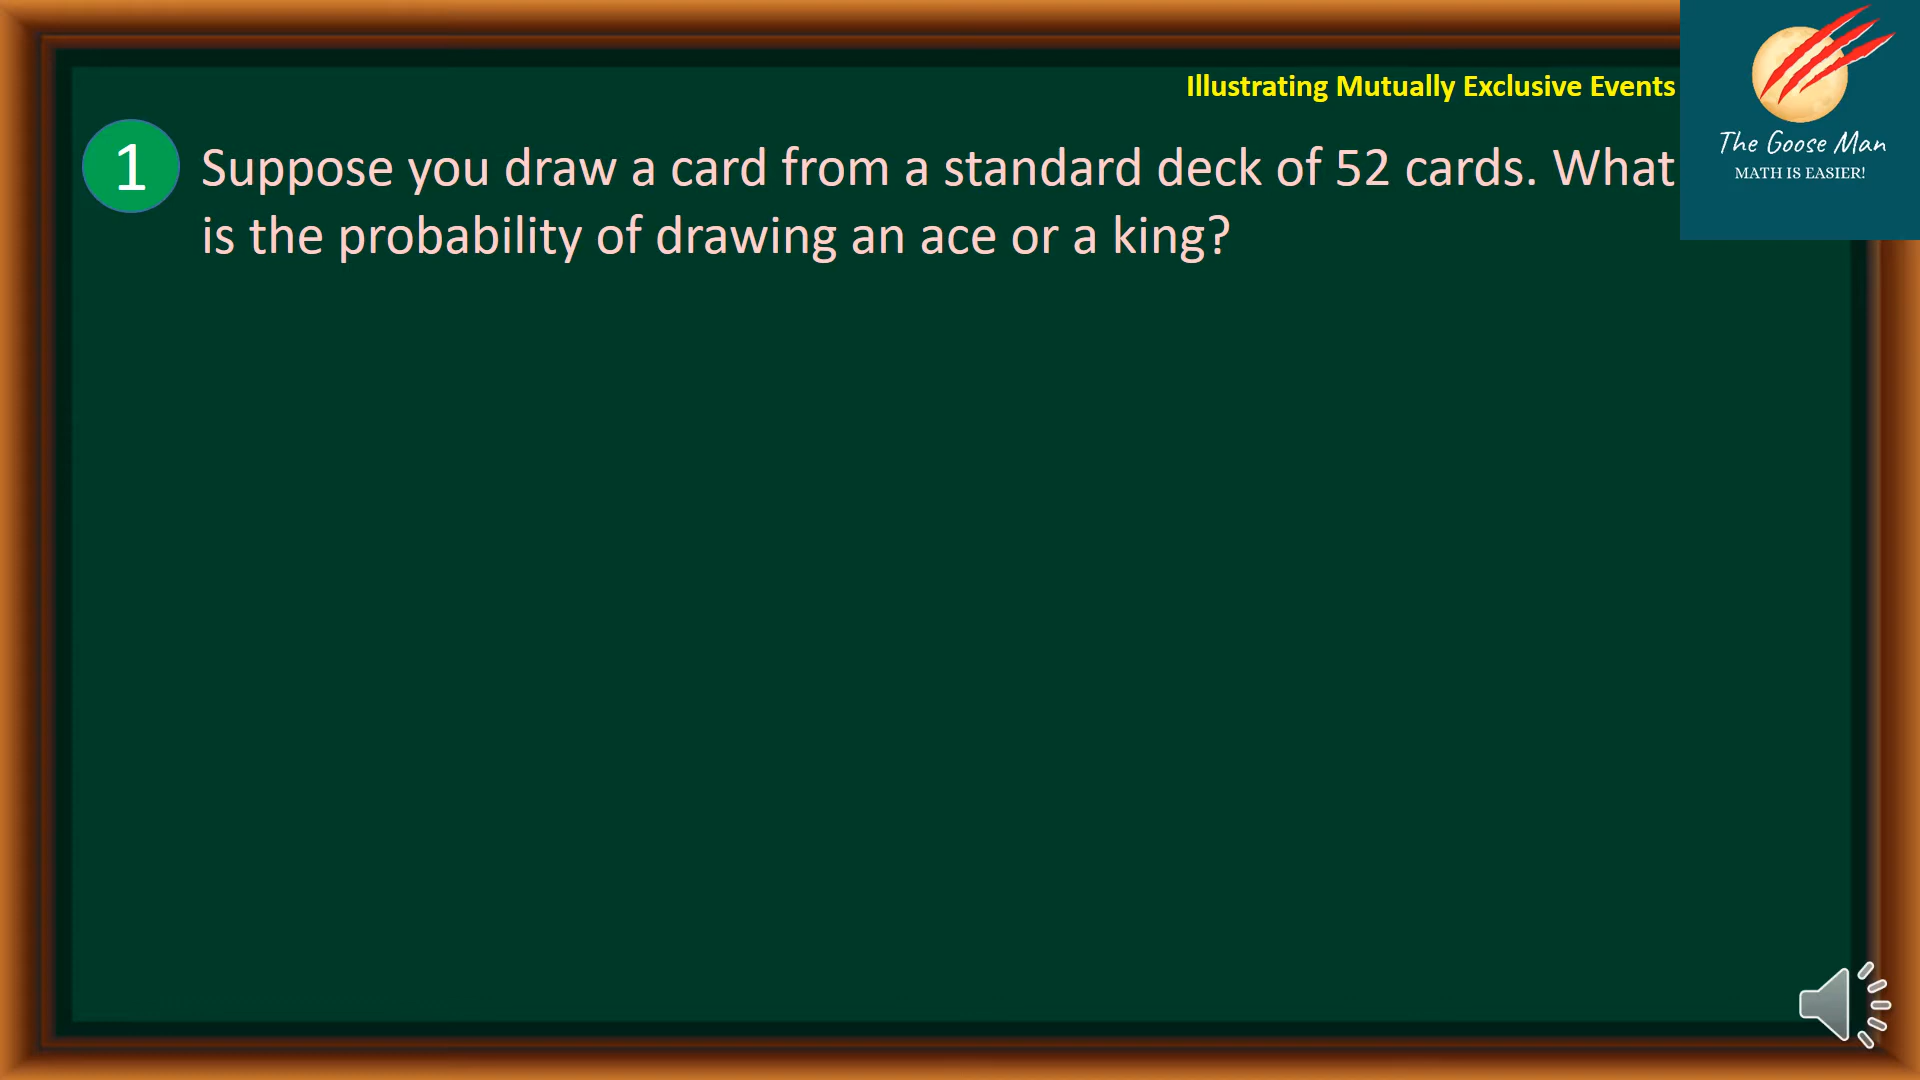 Illustrating Mutually Exclusive Events
1
Suppose you draw a card from a standard deck of 52 cards. What
is the probability of drawing an ace or a king?
The Goose Man
MATH IS EASIER!